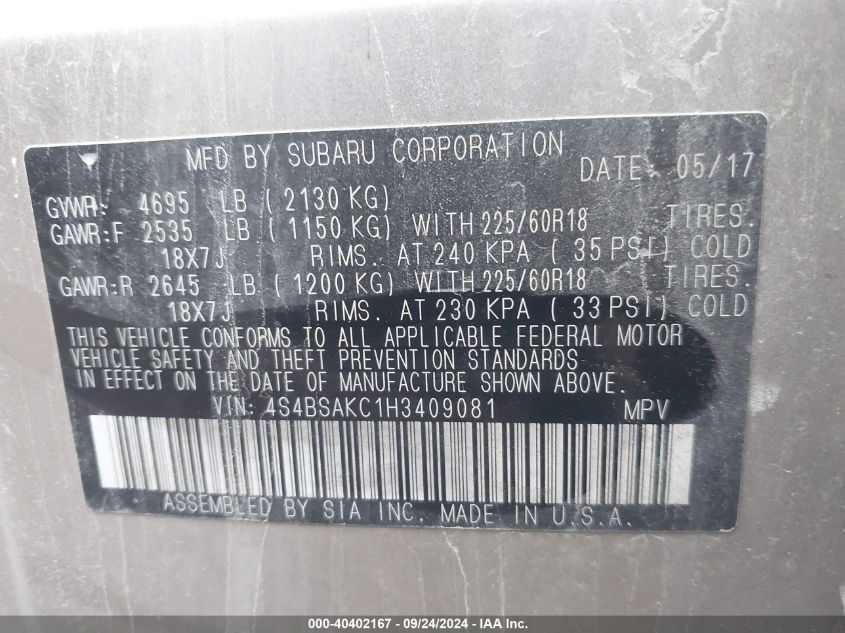 MFD BY SUBARU CORPORATION DATE: 05/17
GVWR: 4695 LB ( 2130 KG)
GAWR:F 2535 LB ( 1150 KG) WITH 225/60R18 TIRES.
18X7J RIMS. AT 240 KPA ( 35 PSI) COLD
GAWR:R 2645 LB ( 1200 KG) WITH 225/60R18 TIRES.
18X7J RIMS. AT 230 KPA ( 33 PSI) COLD
THIS VEHICLE CONFORMS TO ALL APPLICABLE FEDERAL MOTOR
VEHICLE SAFETY AND THEFT PREVENTION STANDARDS
IN EFFECT ON THE DATE OF MANUFACTURE SHOWN ABOVE.
VIN: 4S4BSAKC1H3409081 MPV
ASSEMBLED BY SIA INC. MADE IN U.S.A.
000-40402167 - 09/24/2024 - IAAI.com